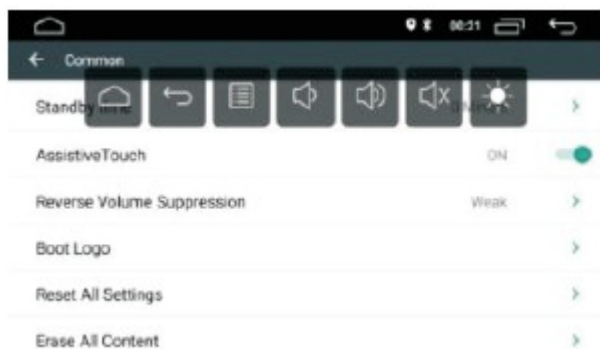 00:21
Common
Standby
AssistiveTouch ON
Reverse Volume Suppression Weak
Boot Logo
Reset All Settings
Erase All Content